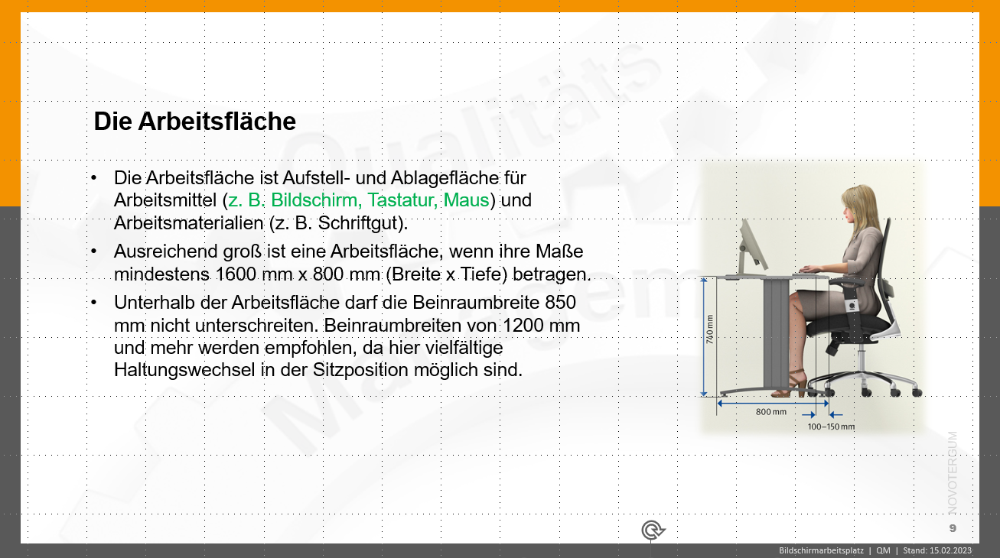 Die Arbeitsfläche
• Die Arbeitsfläche ist Aufstell- und Ablagefläche für
Arbeitsmittel (z. B. Bildschirm, Tastatur, Maus) und
Arbeitsmaterialien (z. B. Schriftgut).
• Ausreichend groß ist eine Arbeitsfläche, wenn ihre Maße
mindestens 1600 mm x 800 mm (Breite x Tiefe) betragen.
• Unterhalb der Arbeitsfläche darf die Beinraumbreite 850
mm nicht unterschreiten. Beinraumbreiten von 1200 mm
und mehr werden empfohlen, da hier vielfältige
Haltungswechsel in der Sitzposition möglich sind.
740 mm
800 mm
100–150 mm
Qualitäts
NOVOTERGUM
9
Bildschirmarbeitsplatz | QM | Stand: 15.02.2023